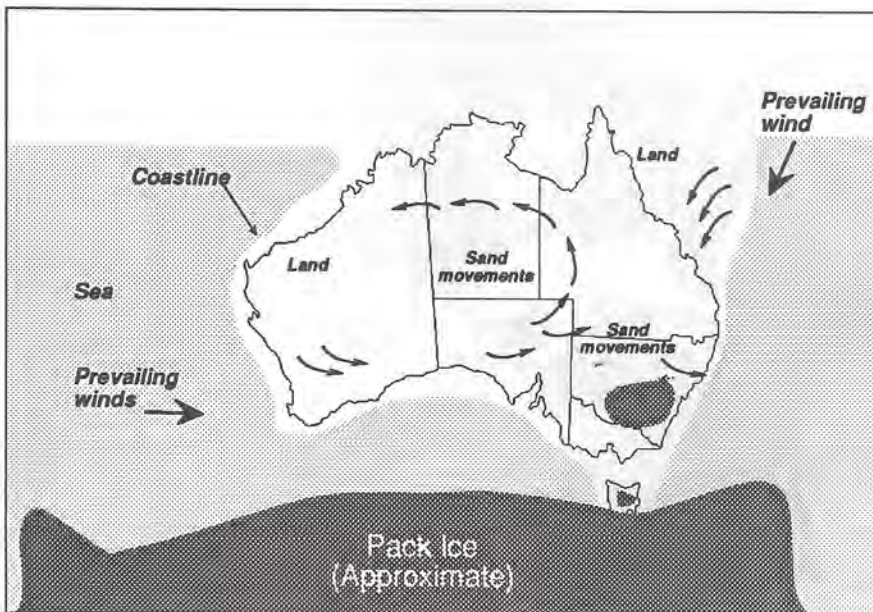 Prevailing
wind
Land
Coastline
Land
Sand
movements
Sea
Sand
movements
Prevailing
winds
Pack Ice
(Approximate)